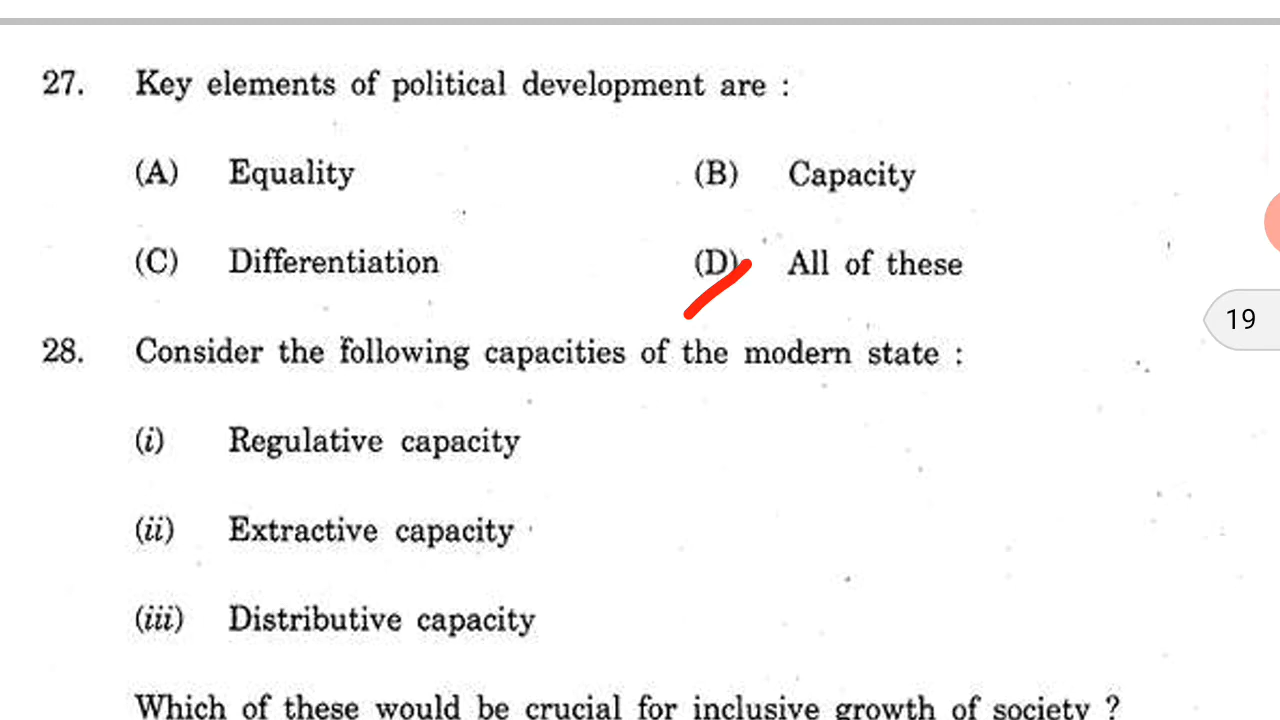 27. Key elements of political development are :
(A) Equality (B) Capacity
(C) Differentiation (D) All of these
28. Consider the following capacities of the modern state :
(i) Regulative capacity
(ii) Extractive capacity
(iii) Distributive capacity
Which of these would be crucial for inclusive growth of society ?
19